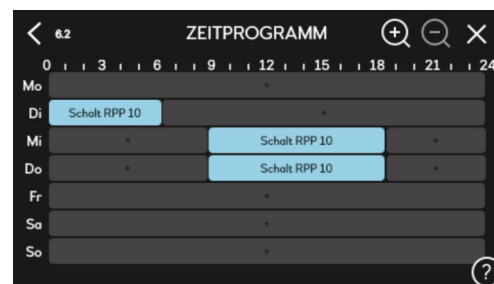 6.2 ZEITPROGRAMM
0 3 6 9 12 15 18 21 24
Mo +
Di Schalt RPP 10 +
Mi + Schalt RPP 10 +
Do + Schalt RPP 10 +
Fr +
Sa +
So +
?